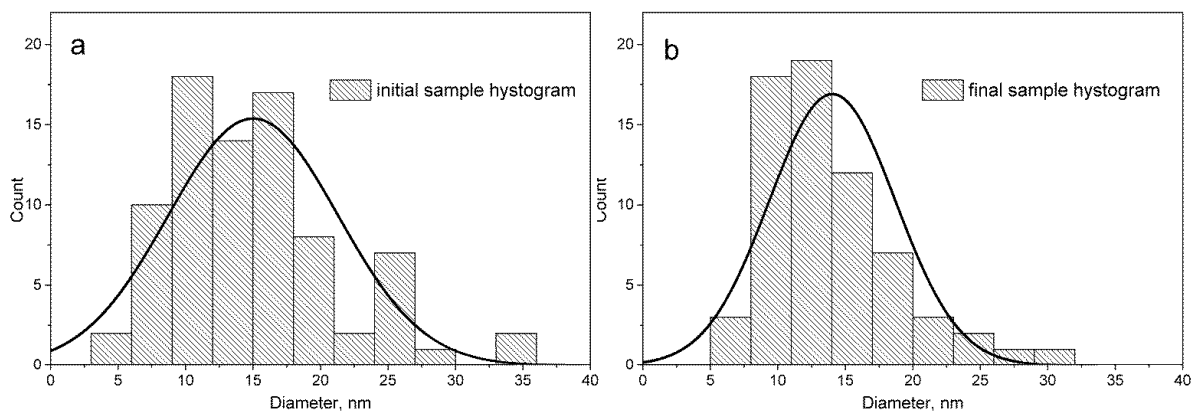 a
initial sample hystogram
Count
20
15
10
5
0
0 5 10 15 20 25 30 35 40
Diameter, nm
b
final sample hystogram
Count
20
15
10
5
0
0 5 10 15 20 25 30 35 40
Diameter, nm